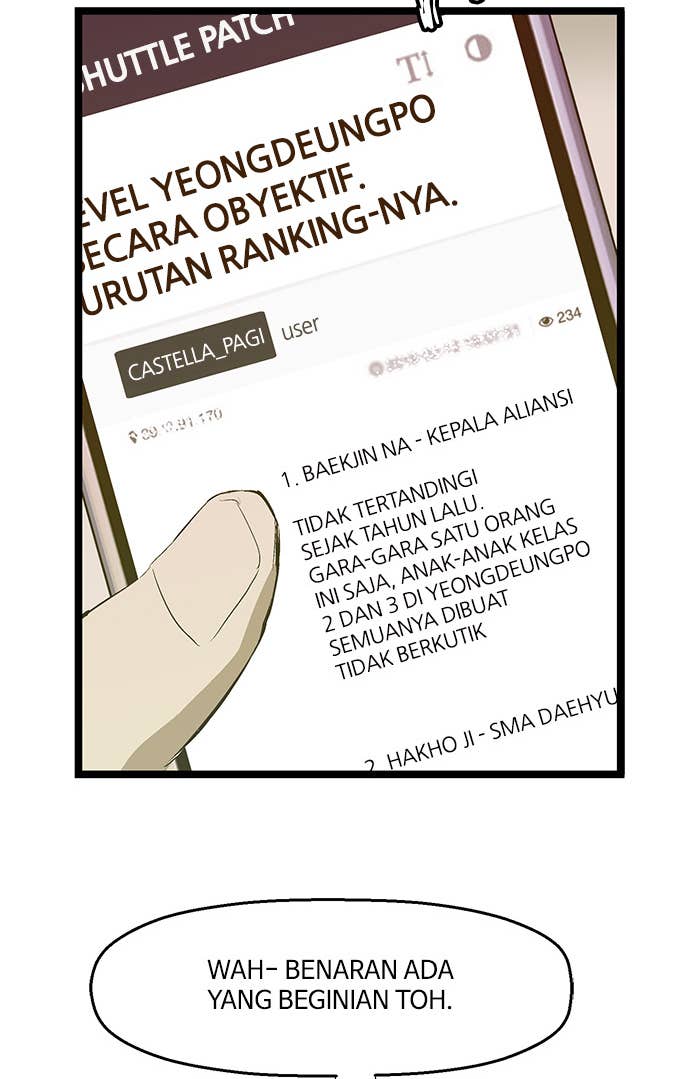 SHUTTLE PATCH
EVEL YEONGDEUNGPO
SECARA OBYEKTIF.
URUTAN RANKING-NYA.
CASTELLA_PAGI user
234
1. BAEKJIN NA - KEPALA ALIANSI
TIDAK TERTANDINGI
SEJAK TAHUN LALU.
GARA-GARA SATU ORANG
INI SAJA, ANAK-ANAK KELAS
2 DAN 3 DI YEONGDEUNGPO
SEMUANYA DIBUAT
TIDAK BERKUTIK
2. HAKHO JI - SMA DAEHYU
WAH– BENARAN ADA
YANG BEGINIAN TOH.